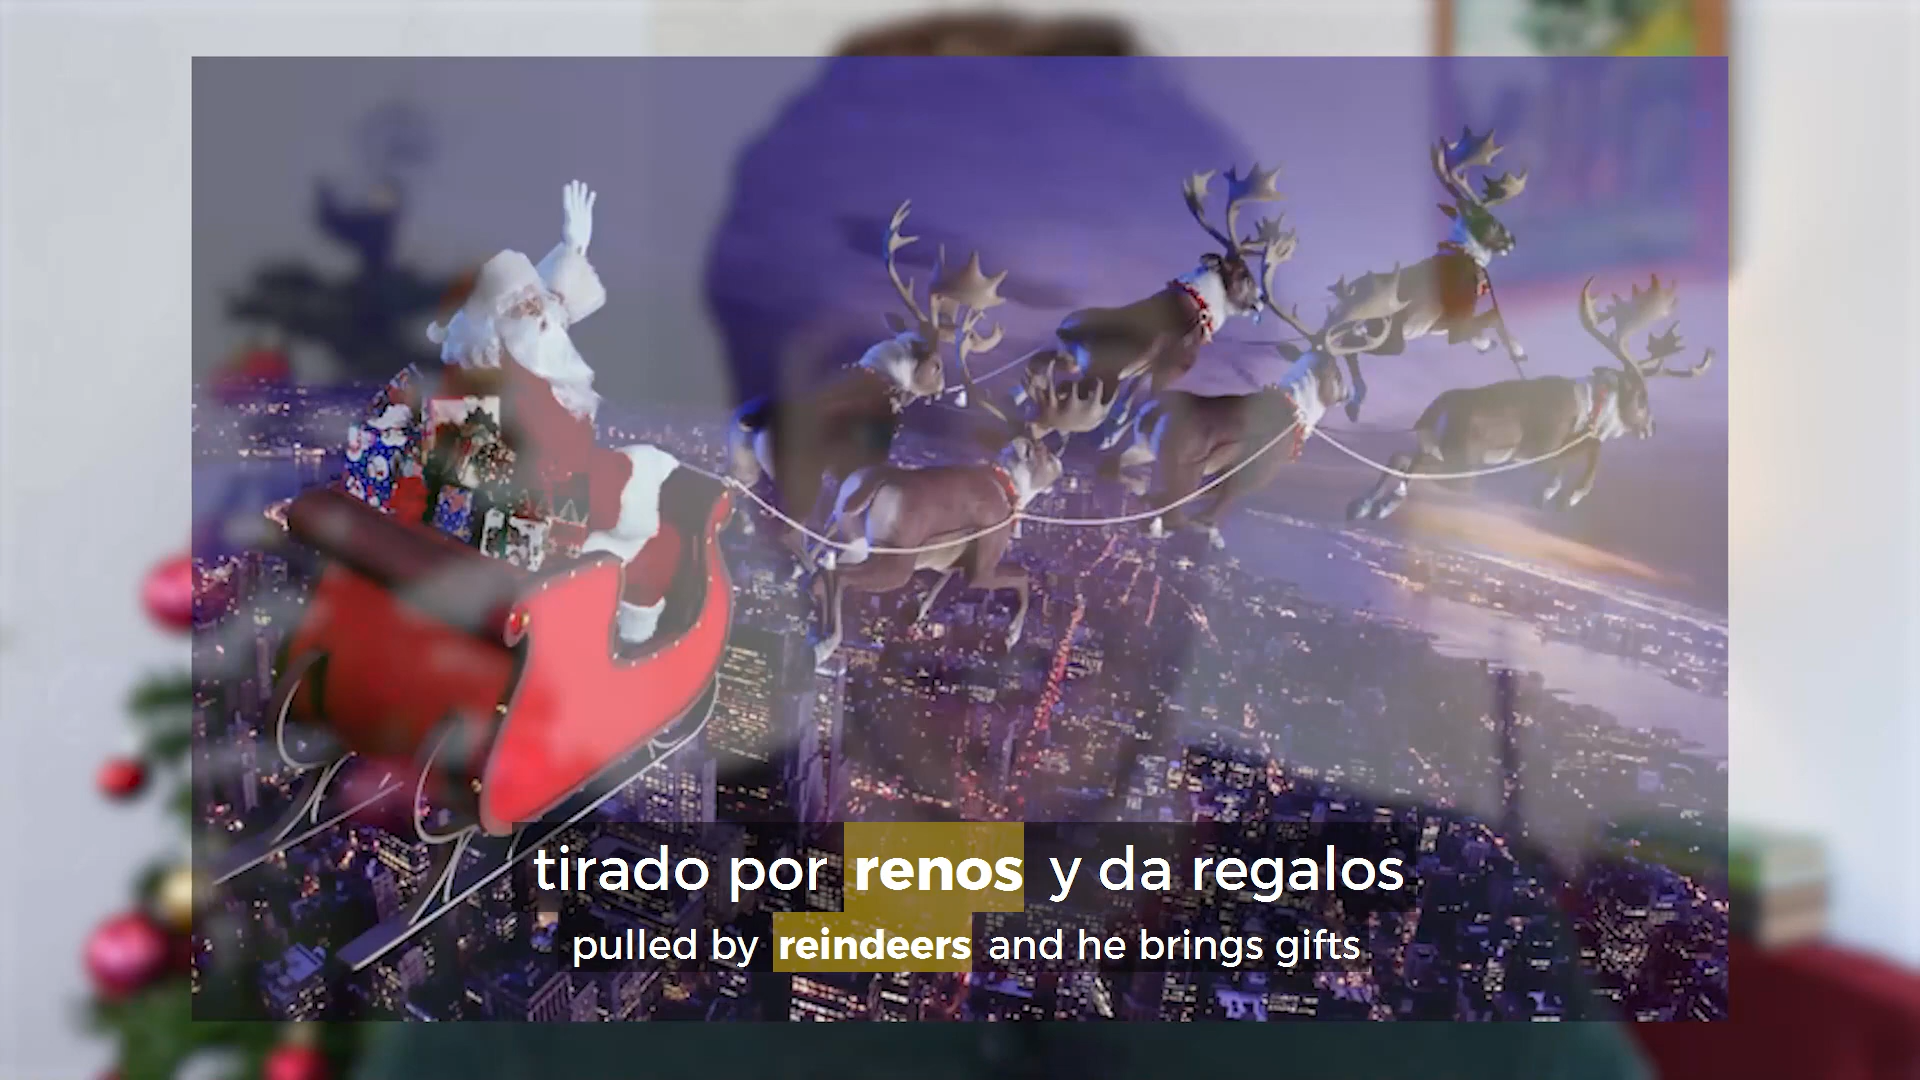 tirado por renos y da regalos
pulled by reindeers and he brings gifts